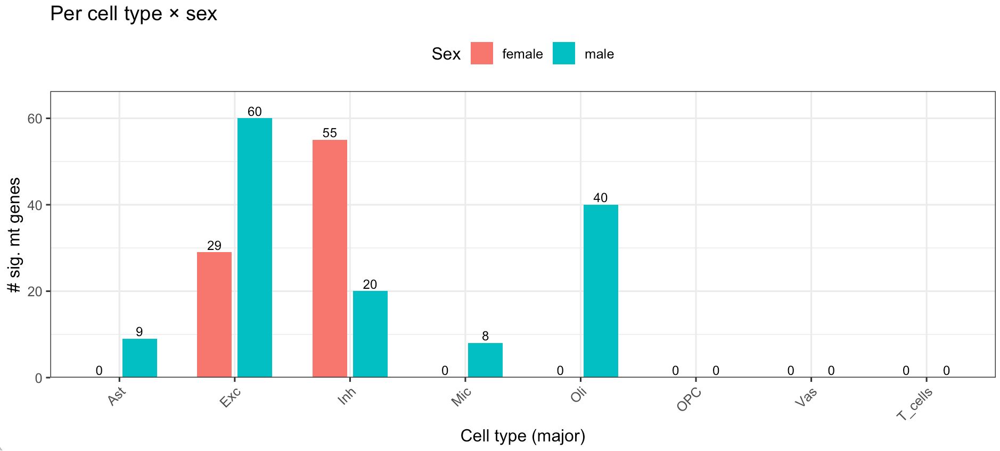 Per cell type × sex
Sex female male
# sig. mt genes
60
40
20
0
0 9
29 60
55 20
0 8
0 40
0 0
0 0
0 0
Ast Exc Inh Mic Oli OPC Vas T_cells
Cell type (major)